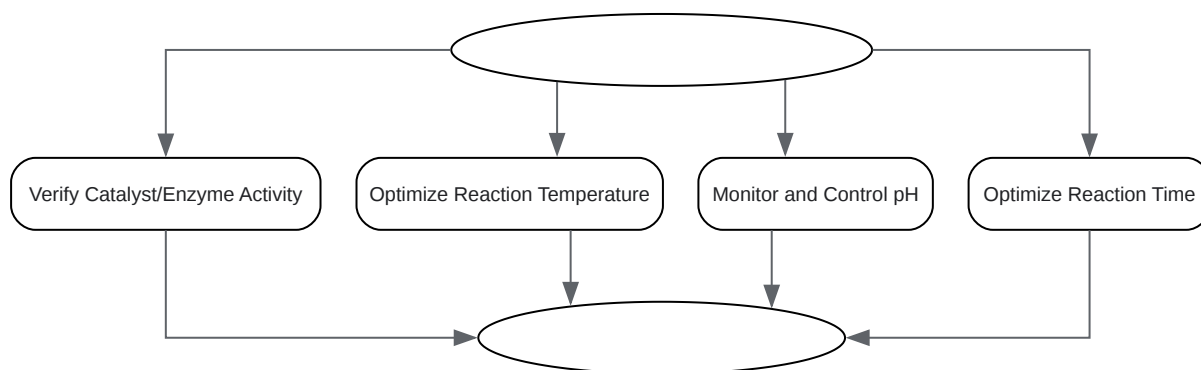 Verify Catalyst/Enzyme Activity
Optimize Reaction Temperature
Monitor and Control pH
Optimize Reaction Time